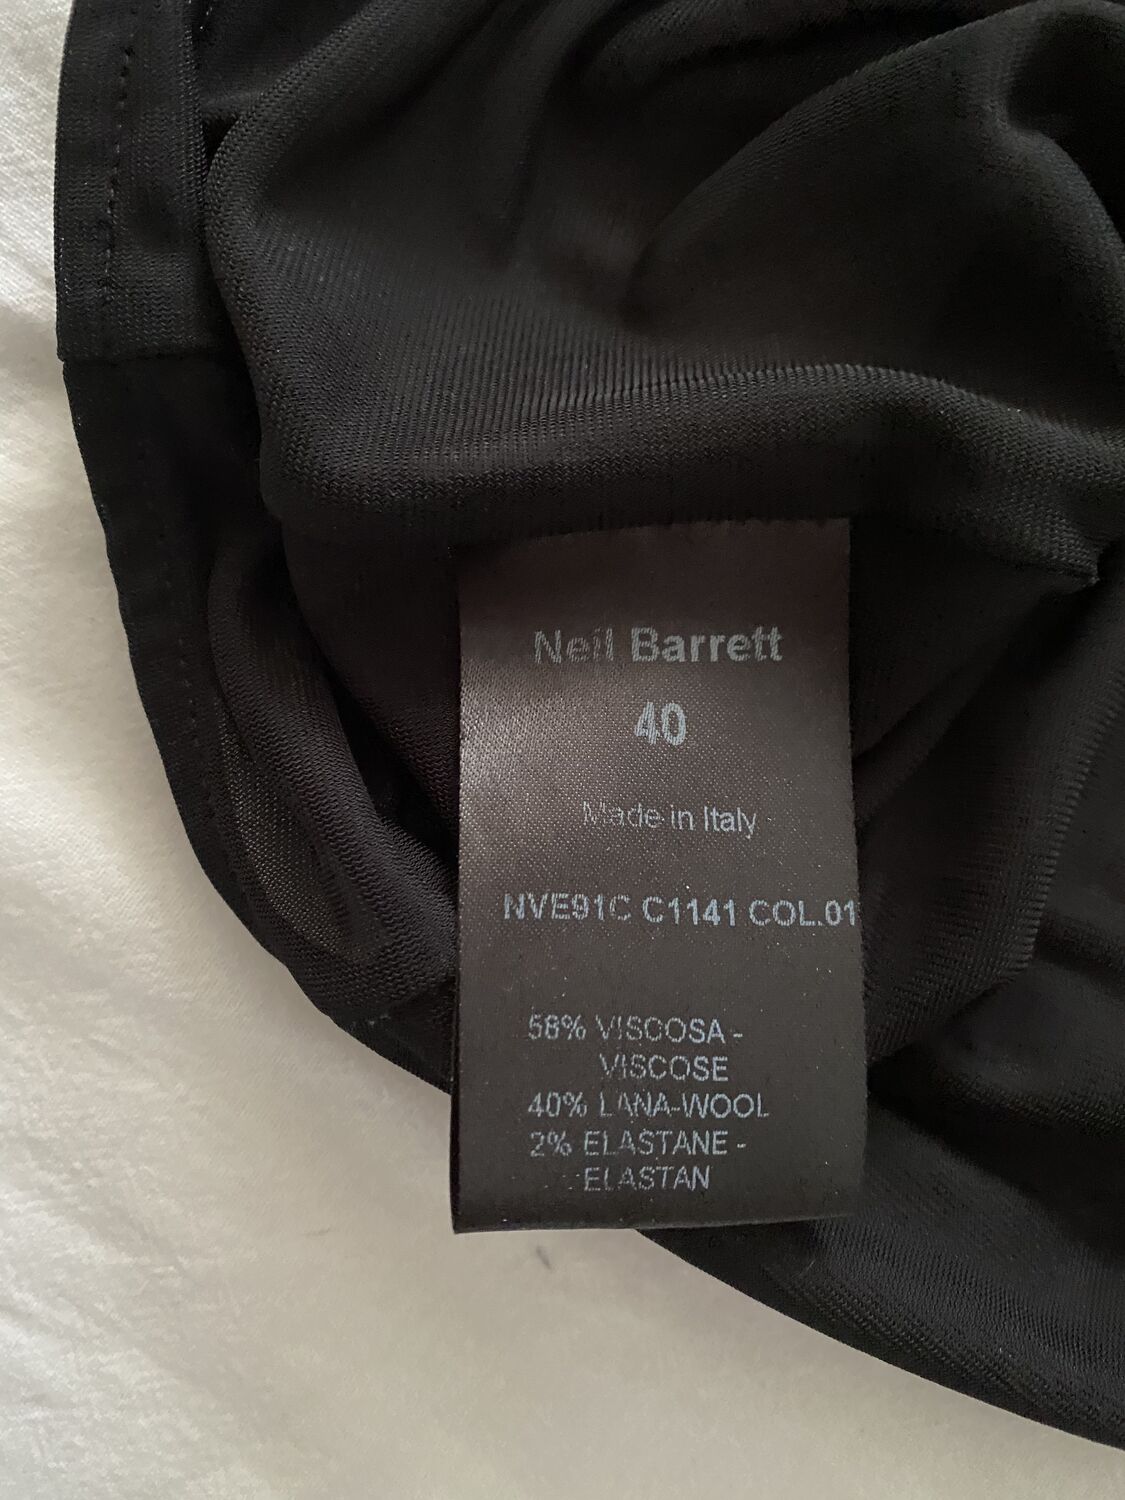 Neil Barrett
40
Made in Italy
NVE91C C1141 COL.01
58% VISCOSA -
VISCOSE
40% LANA-WOOL
2% ELASTANE -
ELASTAN